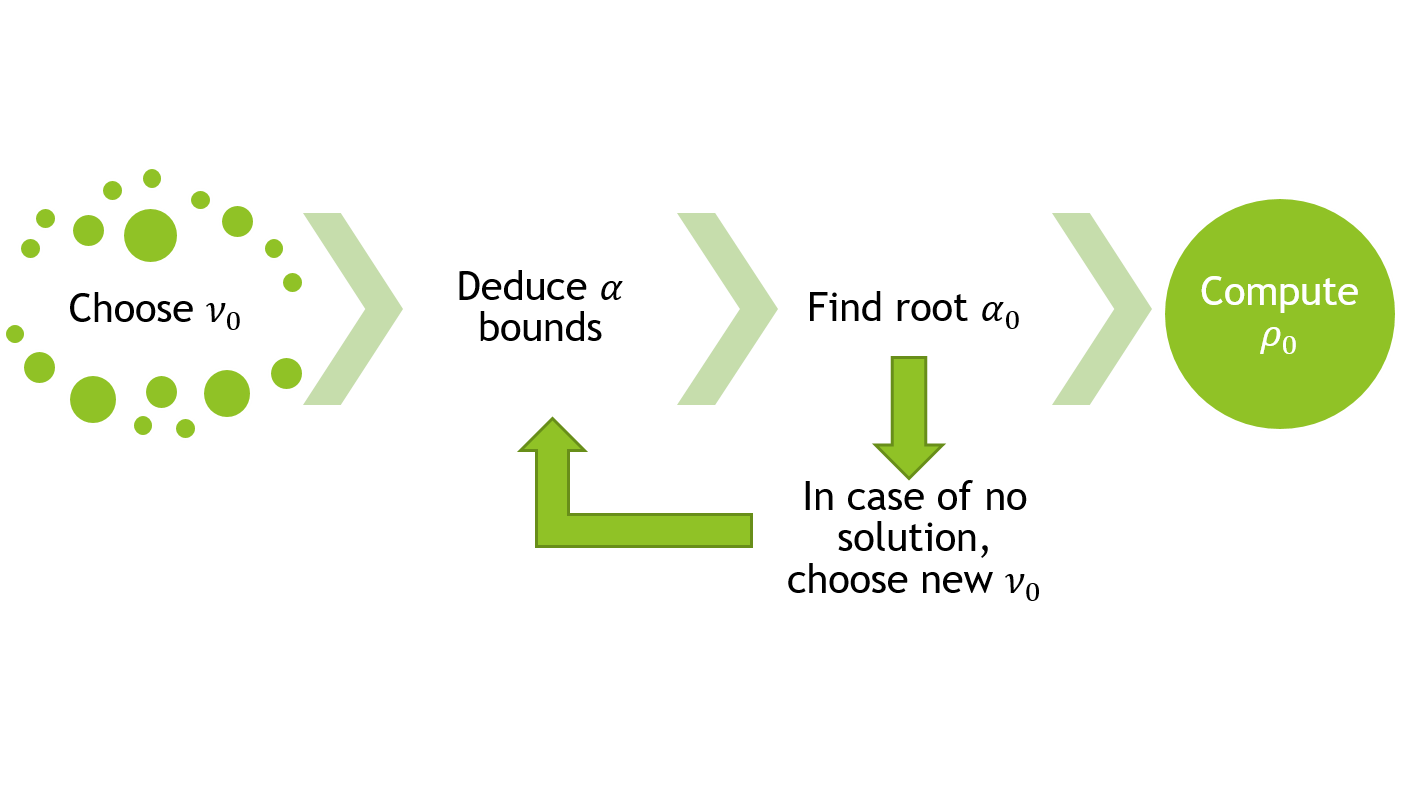 Choose 𝜈₀
Deduce 𝛼
bounds
Find root 𝛼₀
Compute
𝜌₀
In case of no
solution,
choose new 𝜈₀